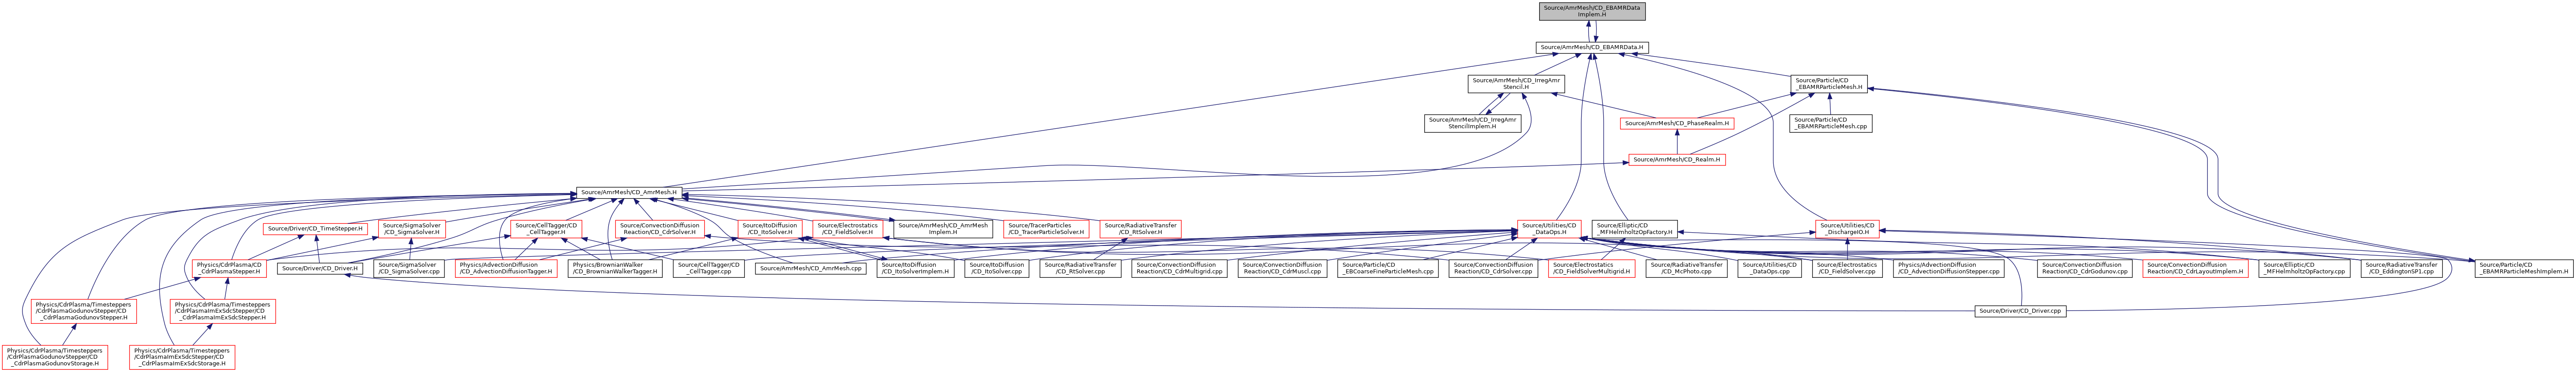 Source/AmrMesh/CD_EBAMRData
Implem.H
Source/AmrMesh/CD_EBAMRData.H
Source/AmrMesh/CD_IrregAmr
Stencil.H
Source/Particle/CD
_EBAMRParticleMesh.H
Source/AmrMesh/CD_IrregAmr
StencilImplem.H
Source/AmrMesh/CD_PhaseRealm.H
Source/Particle/CD
_EBAMRParticleMesh.cpp
Source/AmrMesh/CD_Realm.H
Source/AmrMesh/CD_AmrMesh.H
Source/Driver/CD_TimeStepper.H
Source/SigmaSolver
/CD_SigmaSolver.H
Source/CellTagger/CD
_CellTagger.H
Source/ConvectionDiffusion
Reaction/CD_CdrSolver.H
Source/ItoDiffusion
/CD_ItoSolver.H
Source/Electrostatics
/CD_FieldSolver.H
Source/AmrMesh/CD_AmrMesh
Implem.H
Source/TracerParticles
/CD_TracerParticleSolver.H
Source/RadiativeTransfer
/CD_RtSolver.H
Source/Utilities/CD
_DataOps.H
Source/Elliptic/CD
_MFHelmholtzOpFactory.H
Source/Utilities/CD
_DischargeIO.H
Physics/CdrPlasma/CD
_CdrPlasmaStepper.H
Source/Driver/CD_Driver.H
Source/SigmaSolver
/CD_SigmaSolver.cpp
Physics/AdvectionDiffusion
/CD_AdvectionDiffusionTagger.H
Physics/BrownianWalker
/CD_BrownianWalkerTagger.H
Source/CellTagger/CD
_CellTagger.cpp
Source/AmrMesh/CD_AmrMesh.cpp
Source/ItoDiffusion
/CD_ItoSolverImplem.H
Source/ItoDiffusion
/CD_ItoSolver.cpp
Source/RadiativeTransfer
/CD_RtSolver.cpp
Source/ConvectionDiffusion
Reaction/CD_CdrMultigrid.cpp
Source/ConvectionDiffusion
Reaction/CD_CdrMuscl.cpp
Source/Particle/CD
_EBCoarseFineParticleMesh.cpp
Source/ConvectionDiffusion
Reaction/CD_CdrSolver.cpp
Source/Electrostatics
/CD_FieldSolverMultigrid.H
Source/RadiativeTransfer
/CD_McPhoto.cpp
Source/Utilities/CD
_DataOps.cpp
Source/Electrostatics
/CD_FieldSolver.cpp
Physics/AdvectionDiffusion
/CD_AdvectionDiffusionStepper.cpp
Source/ConvectionDiffusion
Reaction/CD_CdrGodunov.cpp
Source/ConvectionDiffusion
Reaction/CD_CdrLayoutImplem.H
Source/Elliptic/CD
_MFHelmholtzOpFactory.cpp
Source/RadiativeTransfer
/CD_EddingtonSP1.cpp
Source/Particle/CD
_EBAMRParticleMeshImplem.H
Physics/CdrPlasma/Timesteppers
/CdrPlasmaGodunovStepper/CD
_CdrPlasmaGodunovStepper.H
Physics/CdrPlasma/Timesteppers
/CdrPlasmaImExSdcStepper/CD
_CdrPlasmaImExSdcStepper.H
Source/Driver/CD_Driver.cpp
Physics/CdrPlasma/Timesteppers
/CdrPlasmaGodunovStepper/CD
_CdrPlasmaGodunovStorage.H
Physics/CdrPlasma/Timesteppers
/CdrPlasmaImExSdcStepper/CD
_CdrPlasmaImExSdcStorage.H